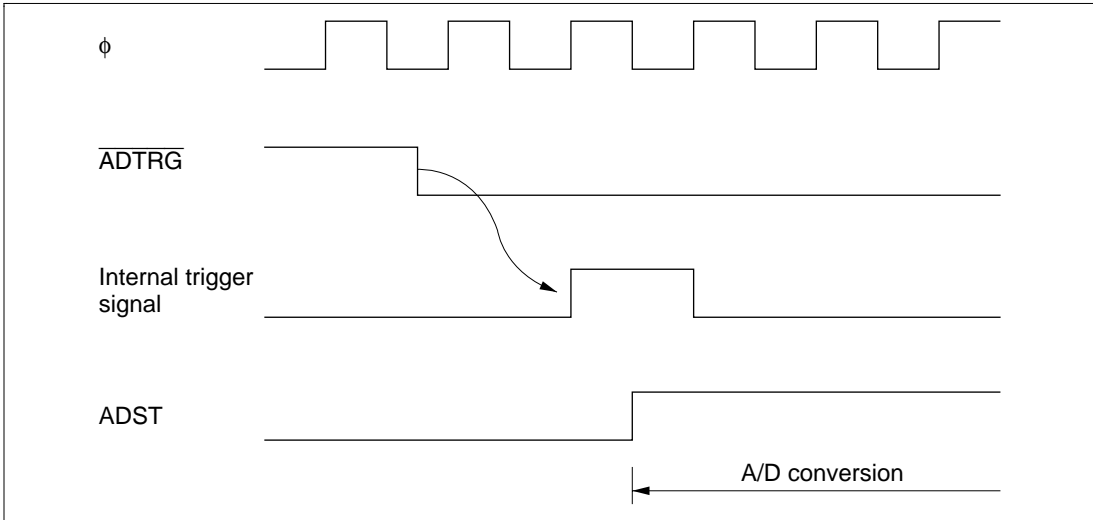 ϕ
ADTRG
Internal trigger
signal
ADST
A/D conversion